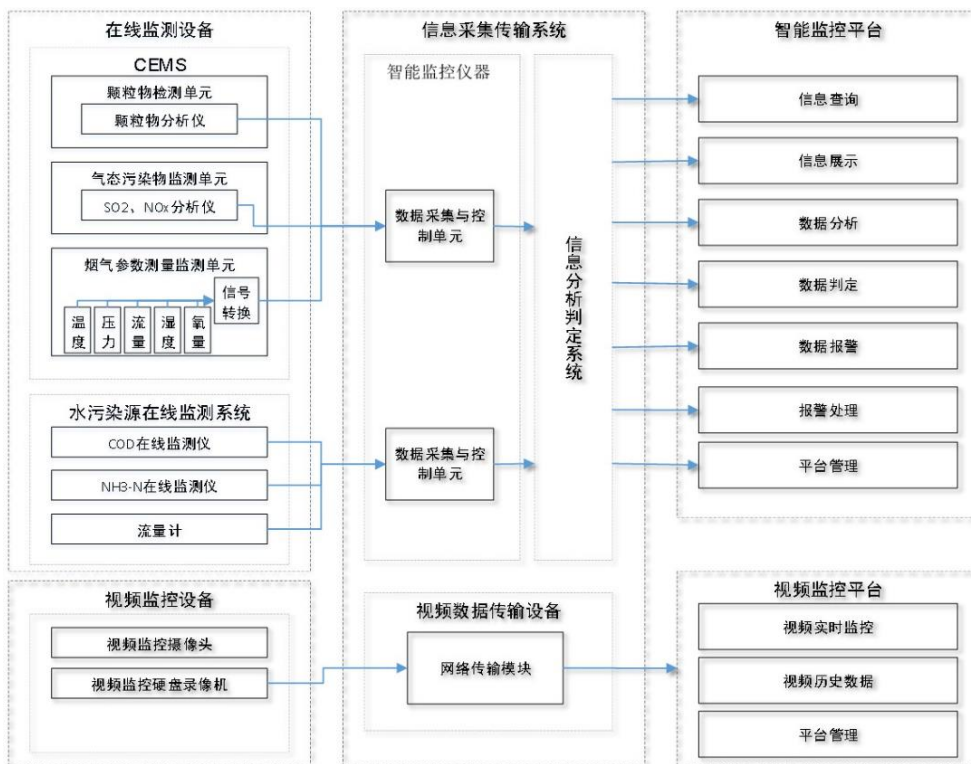 在线监测设备
CEMS
颗粒物检测单元
颗粒物分析仪
气态污染物监测单元
SO2、NOx分析仪
烟气参数测量监测单元
信号
转换
温度
压力
流量
湿度
氧量
水污染源在线监测系统
COD在线监测仪
NH3-N在线监测仪
流量计
视频监控设备
视频监控摄像头
视频监控硬盘录像机
信息采集传输系统
智能监控仪器
数据采集与控
制单元
数据采集与控
制单元
信息分析判定系统
视频数据传输设备
网络传输模块
智能监控平台
信息查询
信息展示
数据分析
数据判定
数据报警
报警处理
平台管理
视频监控平台
视频实时监控
视频历史数据
平台管理